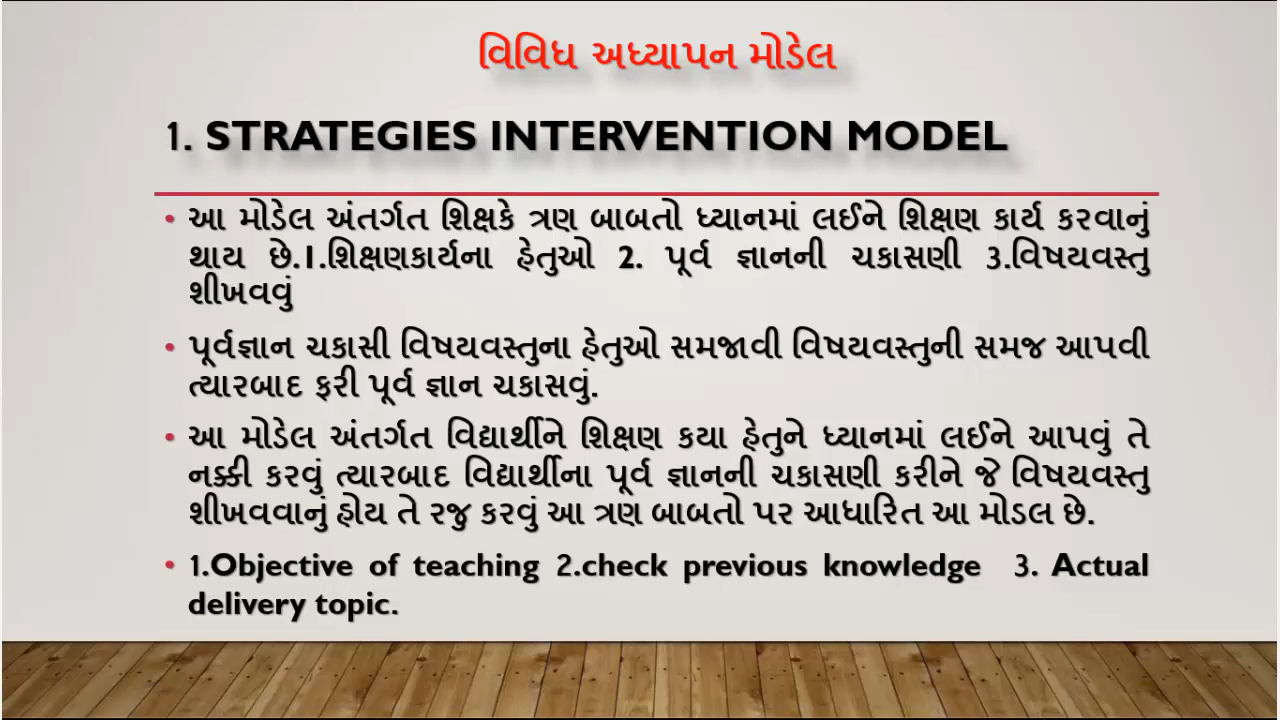 વિવિધ અધ્યાપન મોડેલ
1. STRATEGIES INTERVENTION MODEL
• આ મોડેલ અંતર્ગત શિક્ષકે ત્રણ બાબતો ધ્યાનમાં લઈને શિક્ષણ કાર્ય કરવાનું
થાય છે.1.શિક્ષણકાર્યના હેતુઓ 2. પૂર્વ જ્ઞાનની ચકાસણી 3.વિષયવસ્તુ
શીખવવું
• પૂર્વજ્ઞાન ચકાસી વિષયવસ્તુના હેતુઓ સમજાવી વિષયવસ્તુની સમજ આપવી
ત્યારબાદ ફરી પૂર્વ જ્ઞાન ચકાસવું.
• આ મોડેલ અંતર્ગત વિદ્યાર્થીને શિક્ષણ કયા હેતુને ધ્યાનમાં લઈને આપવું તે
નક્કી કરવું ત્યારબાદ વિદ્યાર્થીના પૂર્વ જ્ઞાનની ચકાસણી કરીને જે વિષયવસ્તુ
શીખવવાનું હોય તે રજુ કરવું આ ત્રણ બાબતો પર આધારિત આ મોડલ છે.
• 1.Objective of teaching 2.check previous knowledge 3. Actual
delivery topic.